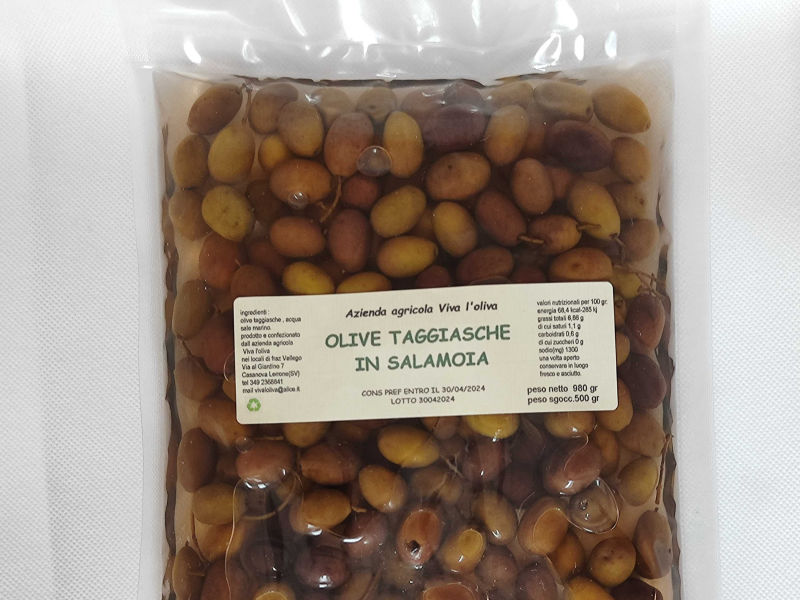 Azienda agricola Viva l'oliva
OLIVE TAGGIASCHE
IN SALAMOIA
CONS PREF ENTRO IL 30/04/2024
LOTTO 30042024
ingredienti :
olive taggiasche , acqua
sale marino.
prodotto e confezionato
dall azienda agricola
Viva l'oliva
nei locali di fraz Vellego
Via al Giardino 7
Casanova Lerrone(SV)
tel 349 2368841
mail vivaloliva@alice.it
valori nutrizionali per 100 gr.
energia 68,4 kcal-285 kj
grassi totali 6,66 g
di cui saturi 1,1 g
carboidrati 0,6 g
di cui zuccheri 0 g
sodio(mg) 1300
una volta aperto
conservare in luogo
fresco e asciutto.
peso netto 980 gr
peso sgocc.500 gr